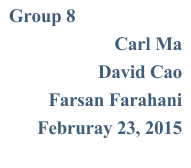 Group 8
Carl Ma
David Cao
Farsan Farahani
Februray 23, 2015